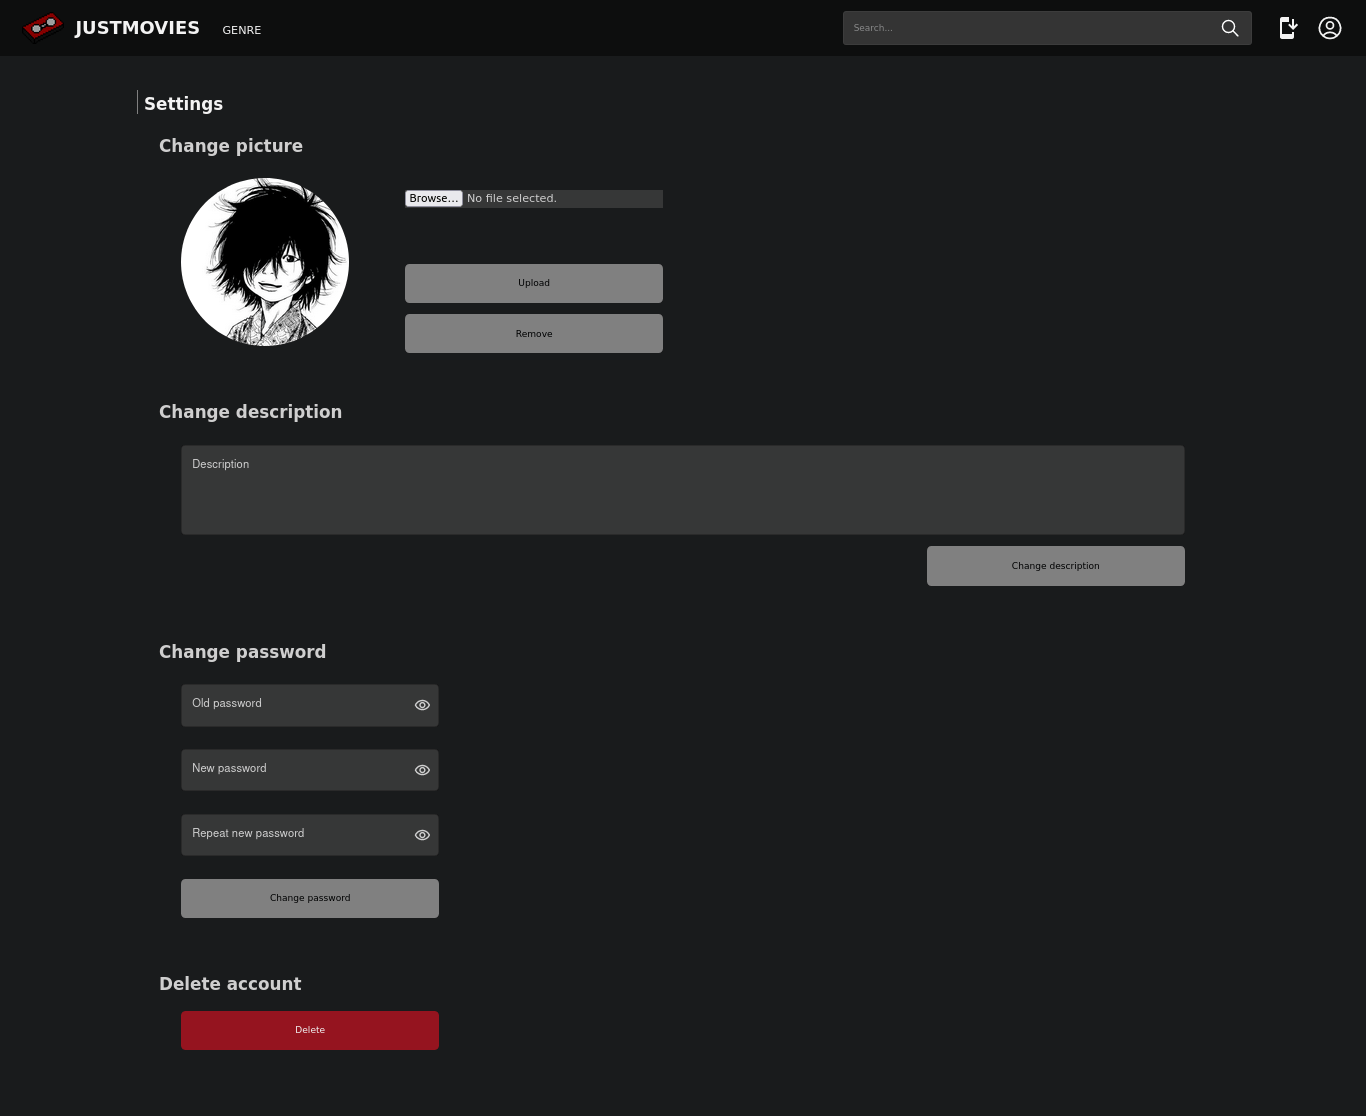 JUSTMOVIES GENRE Search...
Settings
Change picture
Browse... No file selected.
Upload
Remove
Change description
Description
Change description
Change password
Old password
New password
Repeat new password
Change password
Delete account
Delete